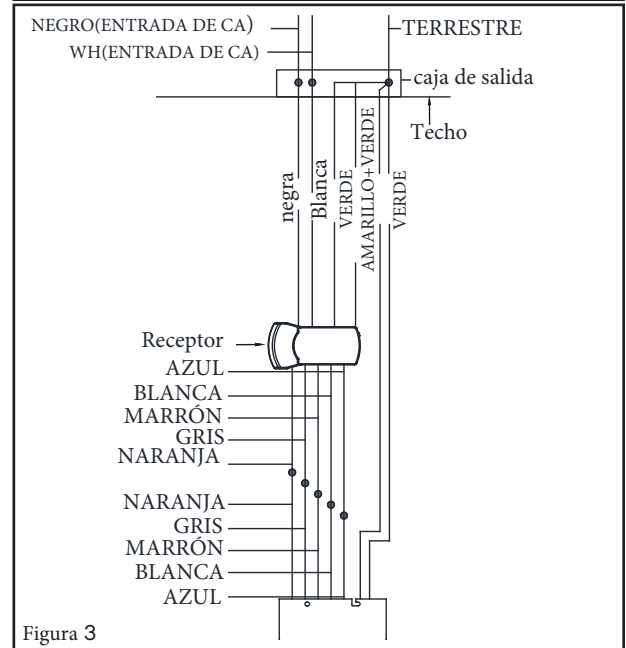 NEGRO(ENTRADA DE CA)
TERRESTRE
WH(ENTRADA DE CA)
caja de salida
Techo
negra
Blanca
VERDE
AMARILLO+VERDE
VERDE
Receptor
AZUL
BLANCA
MARRÓN
GRIS
NARANJA
NARANJA
GRIS
MARRÓN
BLANCA
AZUL
Figura 3